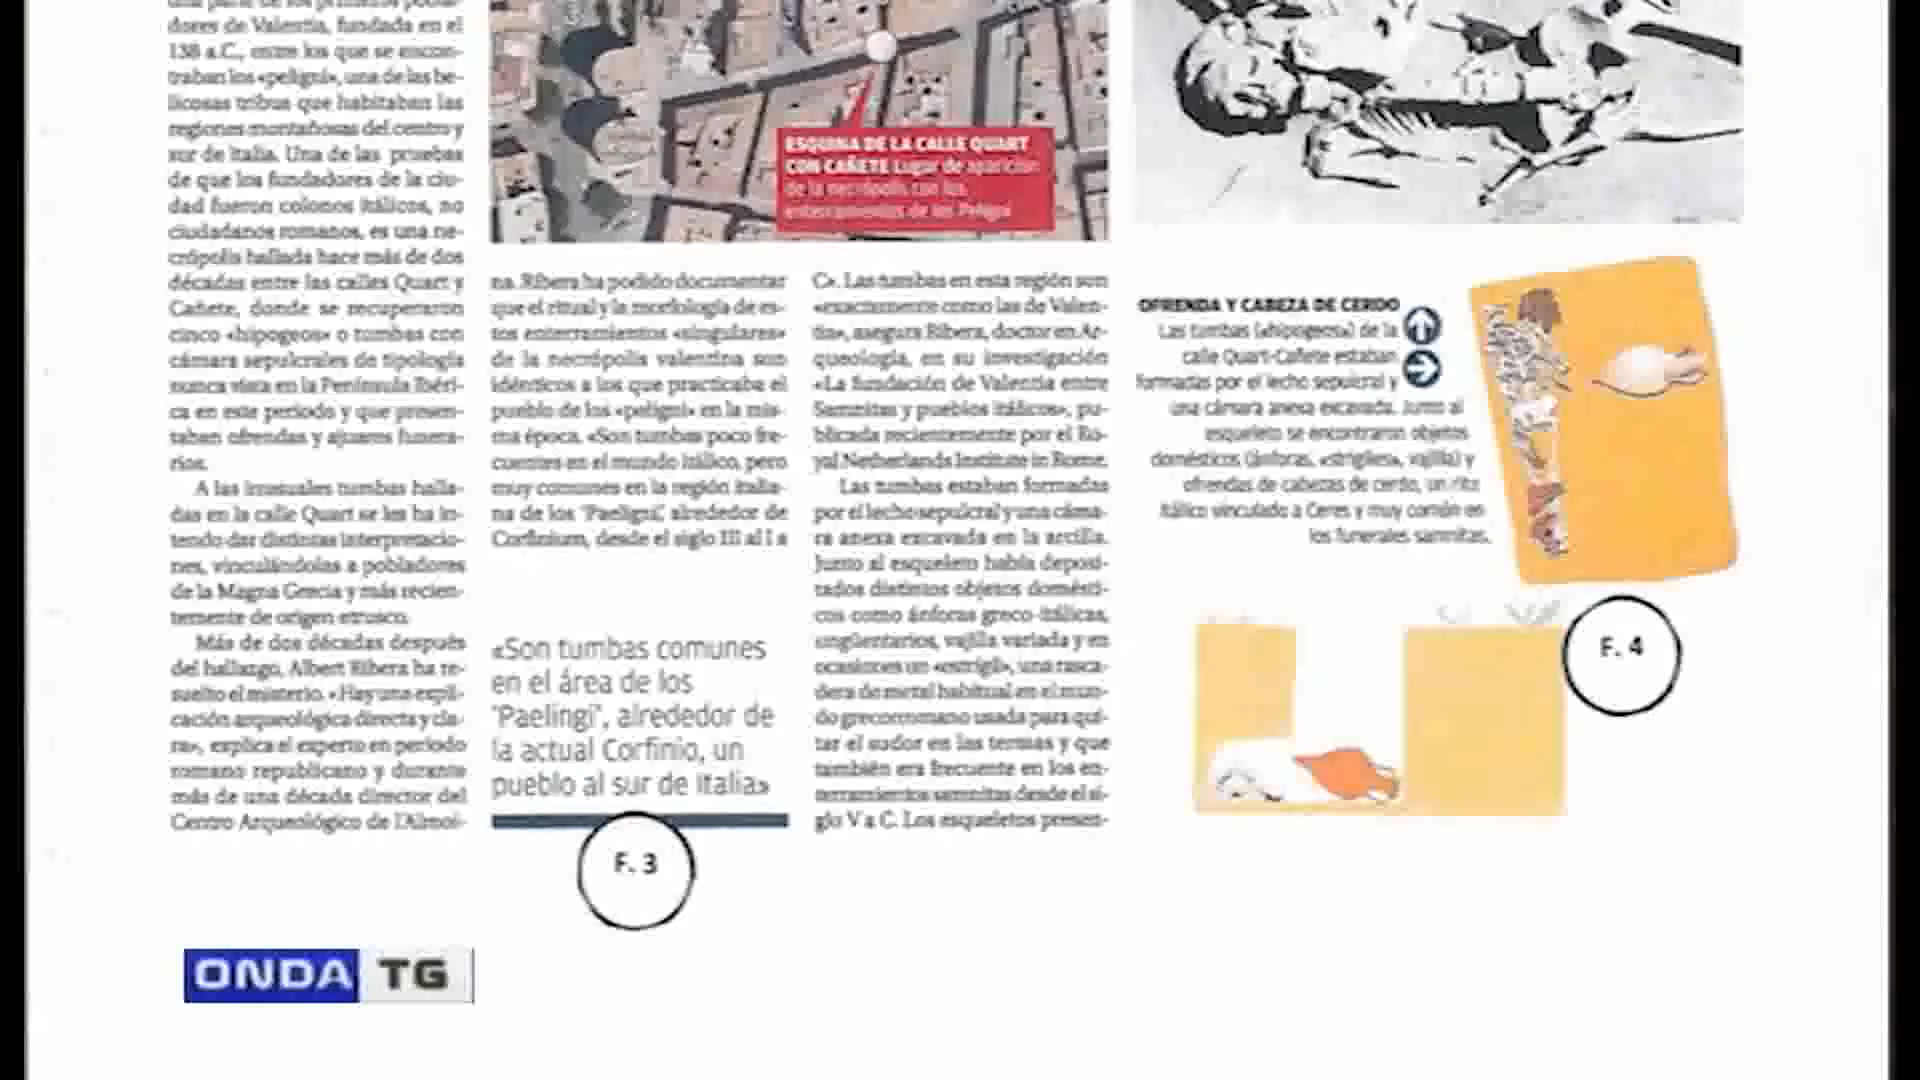 dores de Valentia, fundada en el
138 a.C., entre los que se encon-
traban los «peligni», una de las be-
licosas tribus que habitaban las
regiones montañosas del centro y
sur de Italia. Una de las pruebas
de que los fundadores de la ciu-
dad fueron colonos itálicos, no
ciudadanos romanos, es una ne-
crópolis hallada hace más de dos
décadas entre las calles Quart y
Cañete, donde se recuperaron
cinco «hipogeos» o tumbas con
cámara sepulcrales de tipología
nunca vista en la Península Ibéri-
ca en este periodo y que presen-
taban ofrendas y ajuares funera-
rios.
A las inusuales tumbas halla-
das en la calle Quart se les ha in-
tendo dar distintas interpretacio-
nes, vinculándolas a pobladores
de la Magna Grecia y más recien-
temente de origen etrusco.
Más de dos décadas después
del hallazgo, Albert Ribera ha re-
suelto el misterio. «Hay una expli-
cación arqueológica directa y cla-
ra», explica el experto en periodo
romano republicano y durante
más de una década director del
Centro Arqueológico de l'Almoi-
ESQUINA DE LA CALLE QUART
CON CAÑETE Lugar de aparición
de la necrópolis con los
enterramientos de los Peligni
na. Ribera ha podido documentar
que el ritual y la morfología de es-
tos enterramientos «singulares»
de la necrópolis valentina son
idénticos a los que practicaba el
pueblo de los «peligni» en la mis-
ma época. «Son tumbas poco fre-
cuentes en el mundo itálico, pero
muy comunes en la región italia-
na de los 'Paeligni', alrededor de
Corfinium, desde el siglo III al I a
«Son tumbas comunes
en el área de los
'Paelingi', alrededor de
la actual Corfinio, un
pueblo al sur de Italia»
F. 3
C». Las tumbas en esta región son
«exactamente como las de Valen-
tia», asegura Ribera, doctor en Ar-
queología, en su investigación
«La fundación de Valentia entre
Samnitas y pueblos itálicos», pu-
blicada recientemente por el Ro-
yal Netherlands Institute in Rome.
Las tumbas estaban formadas
por el lecho sepulcral y una cáma-
ra anexa excavada en la arcilla.
Junto al esqueleto había deposi-
tados distintos objetos domésti-
cos como ánforas greco-itálicas,
ungüentarios, vajilla variada y en
ocasiones un «estrígil», una rasca-
dera de metal habitual en el mun-
do grecorromano usada para qui-
tar el sudor en las termas y que
también era frecuente en los en-
terramientos samnitas desde el si-
glo V a C. Los esqueletos presen-
OFRENDA Y CABEZA DE CERDO
Las tumbas («hipogeos») de la
calle Quart-Cañete estaban
formadas por el lecho sepulcral y
una cámara anexa excavada. Junto al
esqueleto se encontraron objetos
domésticos (ánforas, «strigiles», vajilla) y
ofrendas de cabezas de cerdo, un rito
itálico vinculado a Ceres y muy común en
los funerales samnitas.
F. 4
ONDA TG